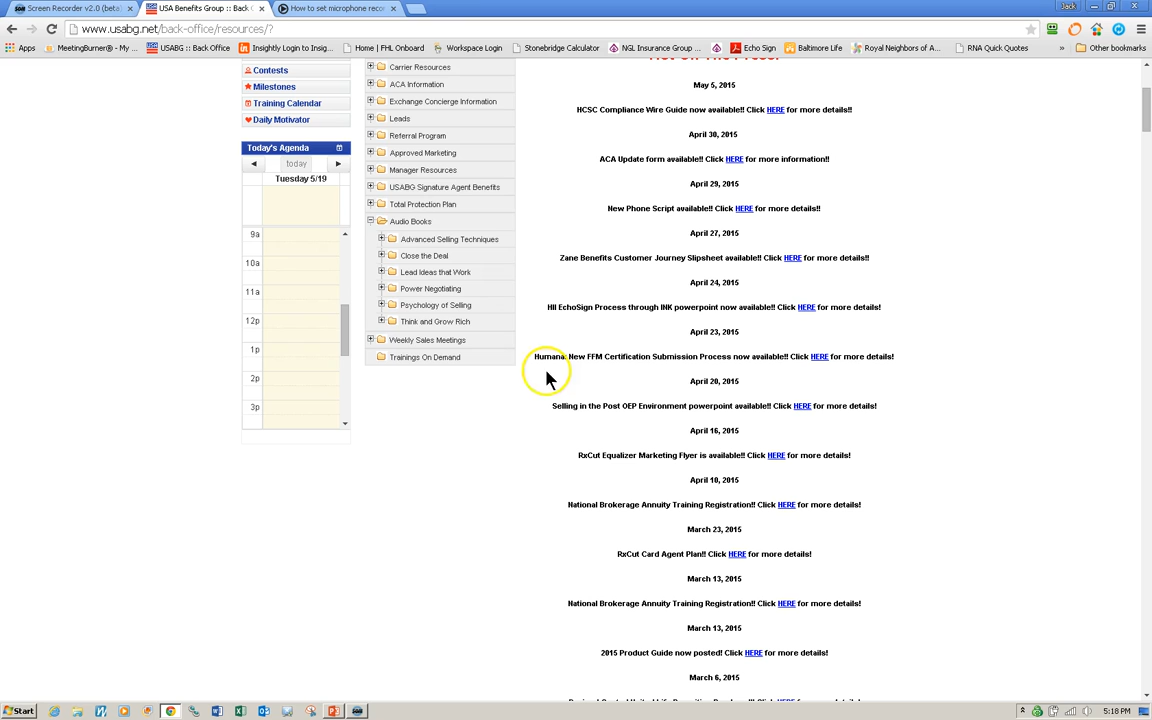 Screen Recorder v2.0 (beta)
USA Benefits Group :: Back
How to set microphone reco
Jack
www.usabg.net/back-office/resources/?
Apps
MeetingBurner® - My ...
USABG :: Back Office
Insightly Login to Insig...
Home | FHL Onboard
Workspace Login
Stonebridge Calculator
NGL Insurance Group ...
Echo Sign
Baltimore Life
Royal Neighbors of A...
RNA Quick Quotes
Other bookmarks
Contests
Milestones
Training Calendar
Daily Motivator
Today's Agenda
today
Tuesday 5/19
9a
10a
11a
12p
1p
2p
3p
Carrier Resources
ACA Information
Exchange Concierge Information
Leads
Referral Program
Approved Marketing
Manager Resources
USABG Signature Agent Benefits
Total Protection Plan
Audio Books
Advanced Selling Techniques
Close the Deal
Lead Ideas that Work
Power Negotiating
Psychology of Selling
Think and Grow Rich
Weekly Sales Meetings
Trainings On Demand
May 5, 2015
HCSC Compliance Wire Guide now available!! Click HERE for more details!!
April 30, 2015
ACA Update form available!! Click HERE for more information!!
April 29, 2015
New Phone Script available!! Click HERE for more details!!
April 27, 2015
Zane Benefits Customer Journey Slipsheet available!! Click HERE for more details!!
April 24, 2015
HII EchoSign Process through INK powerpoint now available!! Click HERE for more details!
April 23, 2015
Humana New FFM Certification Submission Process now available!! Click HERE for more details!
April 20, 2015
Selling in the Post OEP Environment powerpoint available!! Click HERE for more details!
April 16, 2015
RxCut Equalizer Marketing Flyer is available!! Click HERE for more details!
April 10, 2015
National Brokerage Annuity Training Registration!! Click HERE for more details!
March 23, 2015
RxCut Card Agent Plan!! Click HERE for more details!
March 13, 2015
National Brokerage Annuity Training Registration!! Click HERE for more details!
March 13, 2015
2015 Product Guide now posted! Click HERE for more details!
March 6, 2015
Start
5:18 PM